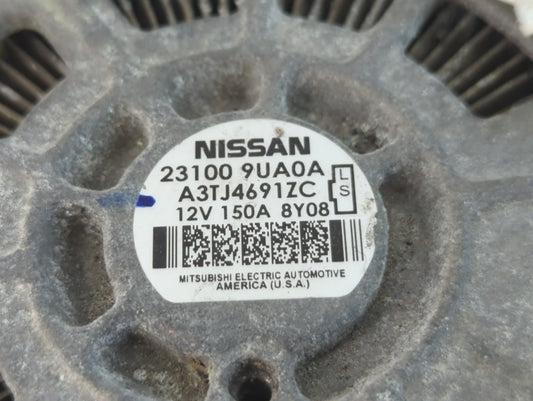 NISSAN
23100 9UA0A
A3TJ4691ZC
L
S
12V 150A 8Y08
MITSUBISHI ELECTRIC AUTOMOTIVE
AMERICA (U.S.A.)